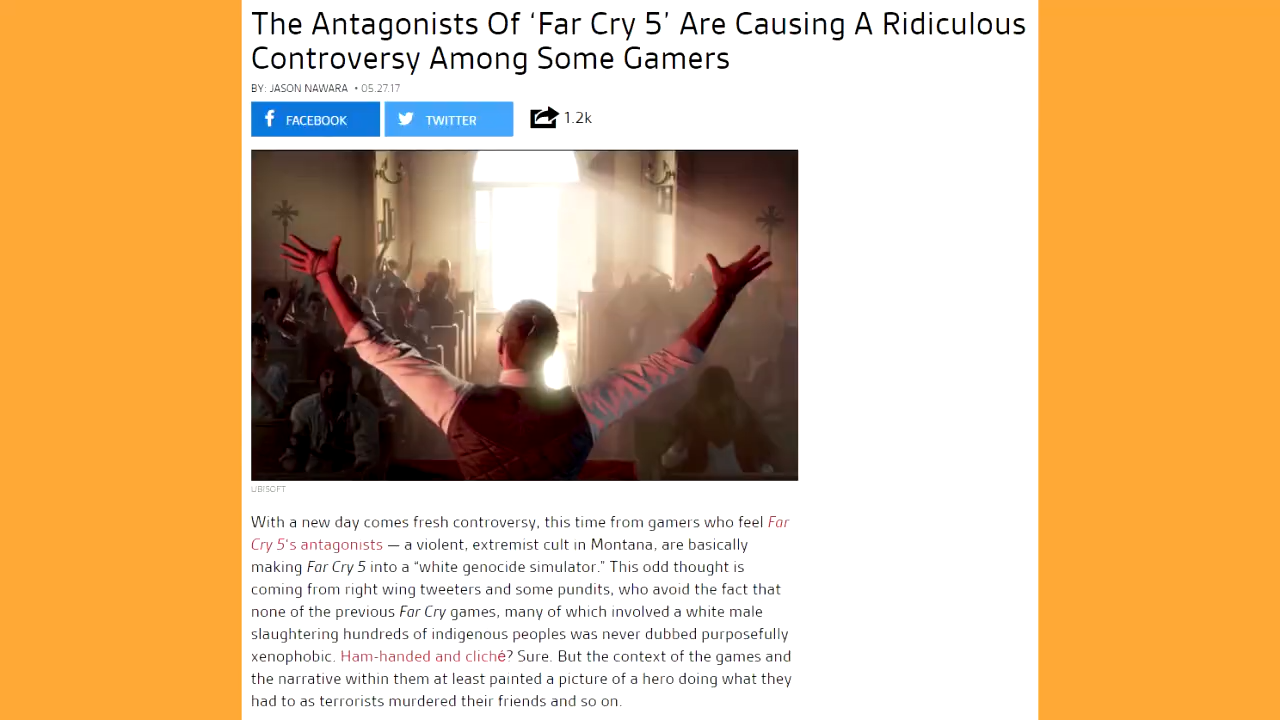 The Antagonists Of ‘Far Cry 5’ Are Causing A Ridiculous
Controversy Among Some Gamers
BY: JASON NAWARA • 05.27.17
FACEBOOK
TWITTER
1.2k
UBISOFT
With a new day comes fresh controversy, this time from gamers who feel Far
Cry 5‘s antagonists — a violent, extremist cult in Montana, are basically
making Far Cry 5 into a “white genocide simulator.” This odd thought is
coming from right wing tweeters and some pundits, who avoid the fact that
none of the previous Far Cry games, many of which involved a white male
slaughtering hundreds of indigenous peoples was never dubbed purposefully
xenophobic. Ham-handed and cliché? Sure. But the context of the games and
the narrative within them at least painted a picture of a hero doing what they
had to as terrorists murdered their friends and so on.